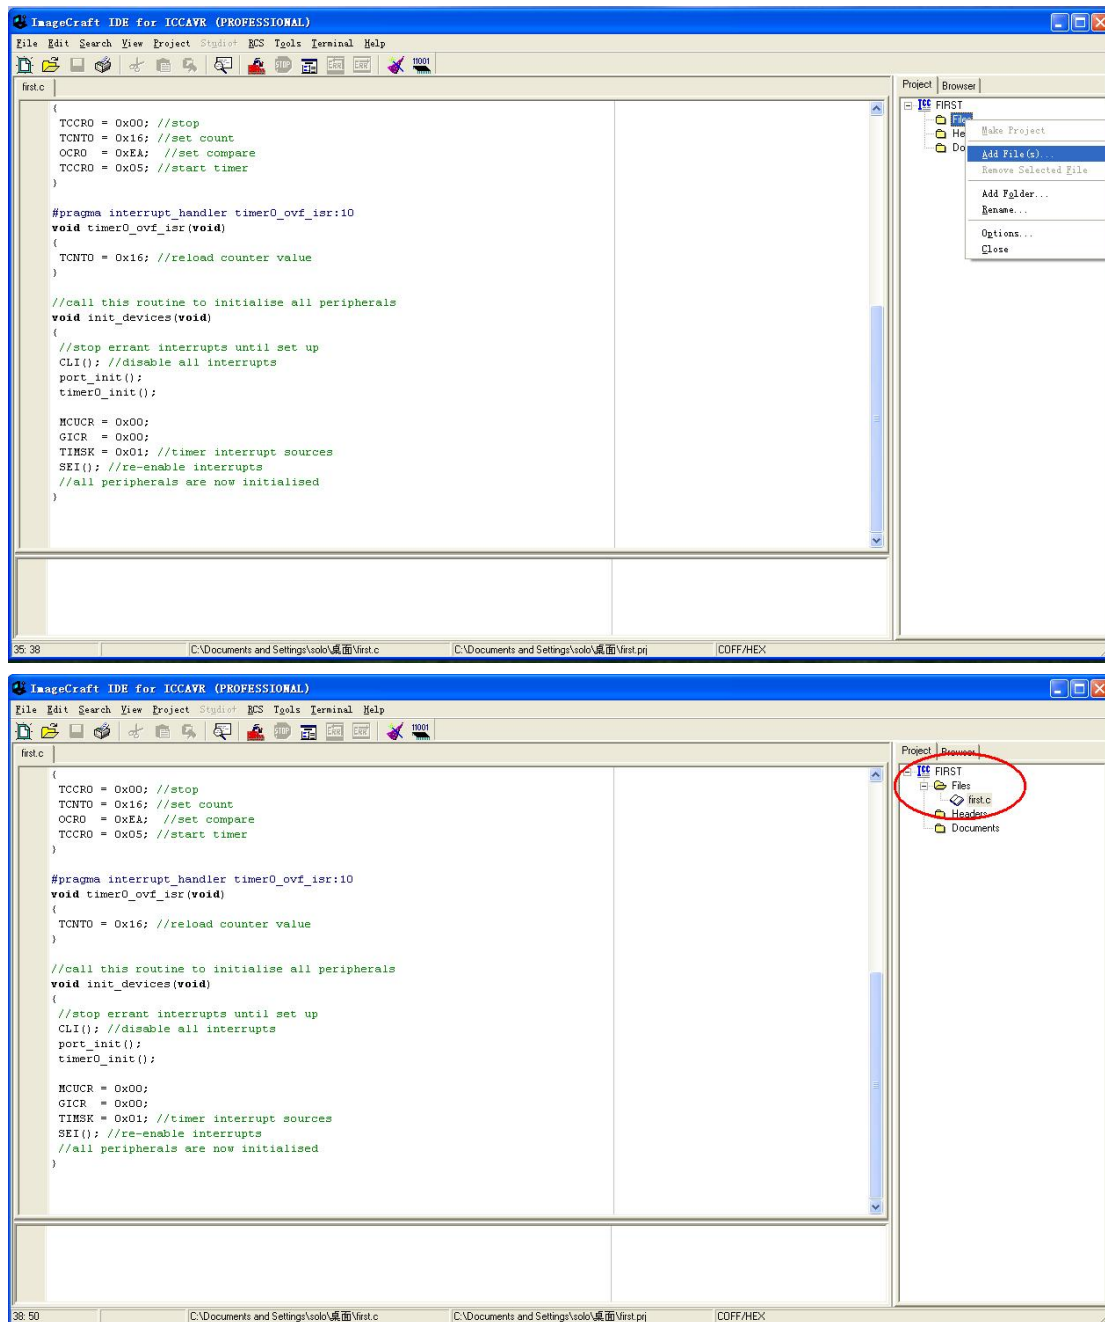 ImageCraft IDE for ICCAVR (PROFESSIONAL)
File Edit Search View Project Studio+ RCS Tools Terminal Help
first.c
Project Browser
{
TCCR0 = 0x00; //stop
TCNT0 = 0x16; //set count
OCR0 = 0xEA; //set compare
TCCR0 = 0x05; //start timer
}
#pragma interrupt_handler timer0_ovf_isr:10
void timer0_ovf_isr(void)
{
TCNT0 = 0x16; //reload counter value
}
//call this routine to initialise all peripherals
void init_devices(void)
{
//stop errant interrupts until set up
CLI(); //disable all interrupts
port_init();
timer0_init();
MCUCR = 0x00;
GICR = 0x00;
TIMSK = 0x01; //timer interrupt sources
SEI(); //re-enable interrupts
//all peripherals are now initialised
}
FIRST
Files
He
Do
Make Project
Add File(s)...
Remove Selected File
Add Folder...
Rename...
Options...
Close
35: 38 C:\Documents and Settings\solo\桌面\first.c C:\Documents and Settings\solo\桌面\first.prj COFF/HEX
ImageCraft IDE for ICCAVR (PROFESSIONAL)
File Edit Search View Project Studio+ RCS Tools Terminal Help
first.c
Project Browser
{
TCCR0 = 0x00; //stop
TCNT0 = 0x16; //set count
OCR0 = 0xEA; //set compare
TCCR0 = 0x05; //start timer
}
#pragma interrupt_handler timer0_ovf_isr:10
void timer0_ovf_isr(void)
{
TCNT0 = 0x16; //reload counter value
}
//call this routine to initialise all peripherals
void init_devices(void)
{
//stop errant interrupts until set up
CLI(); //disable all interrupts
port_init();
timer0_init();
MCUCR = 0x00;
GICR = 0x00;
TIMSK = 0x01; //timer interrupt sources
SEI(); //re-enable interrupts
//all peripherals are now initialised
}
FIRST
Files
first.c
Headers
Documents
38: 50 C:\Documents and Settings\solo\桌面\first.c C:\Documents and Settings\solo\桌面\first.prj COFF/HEX